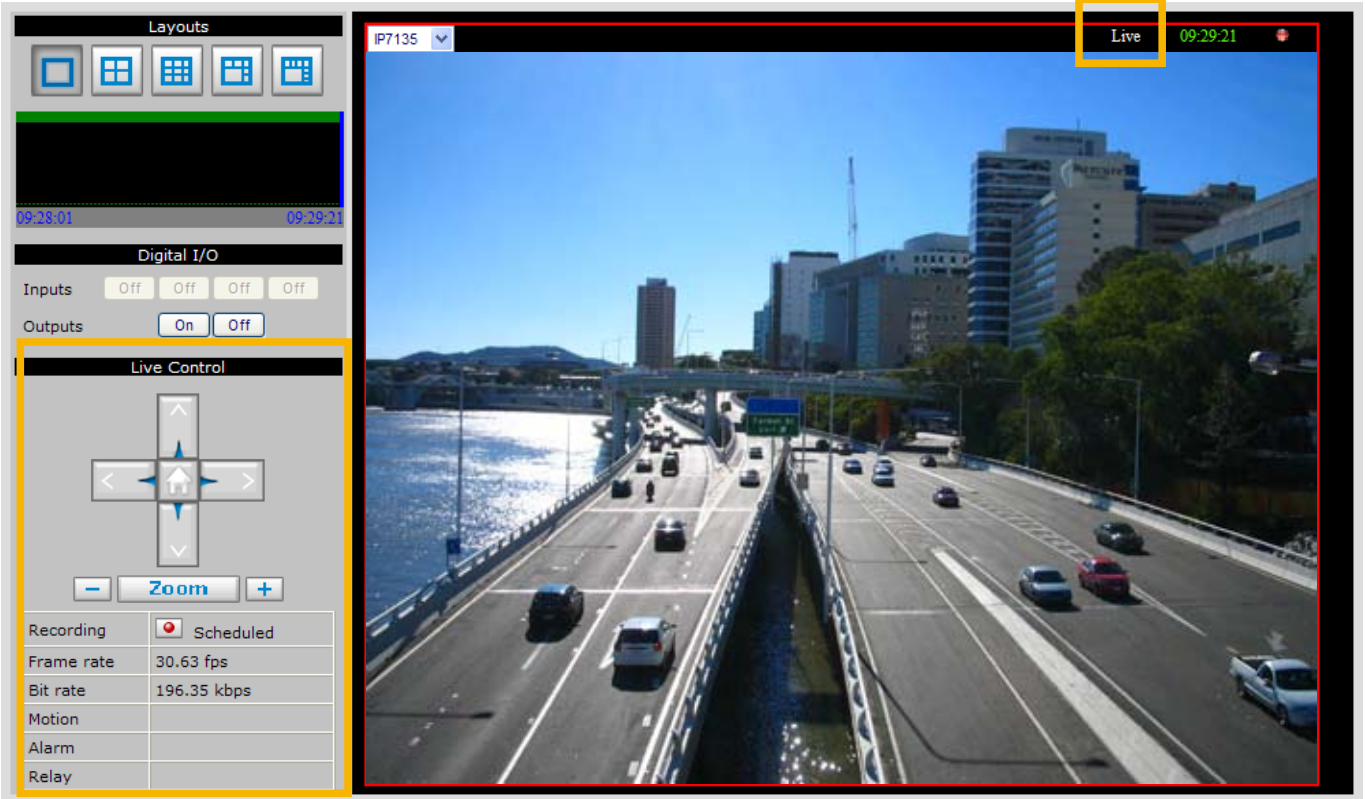 Layouts
09:28:01 09:29:21
Digital I/O
Inputs Off Off Off Off
Outputs On Off
Live Control
Zoom
Recording Scheduled
Frame rate 30.63 fps
Bit rate 196.35 kbps
Motion
Alarm
Relay
IP7135 Live 09:29:21
Mercure